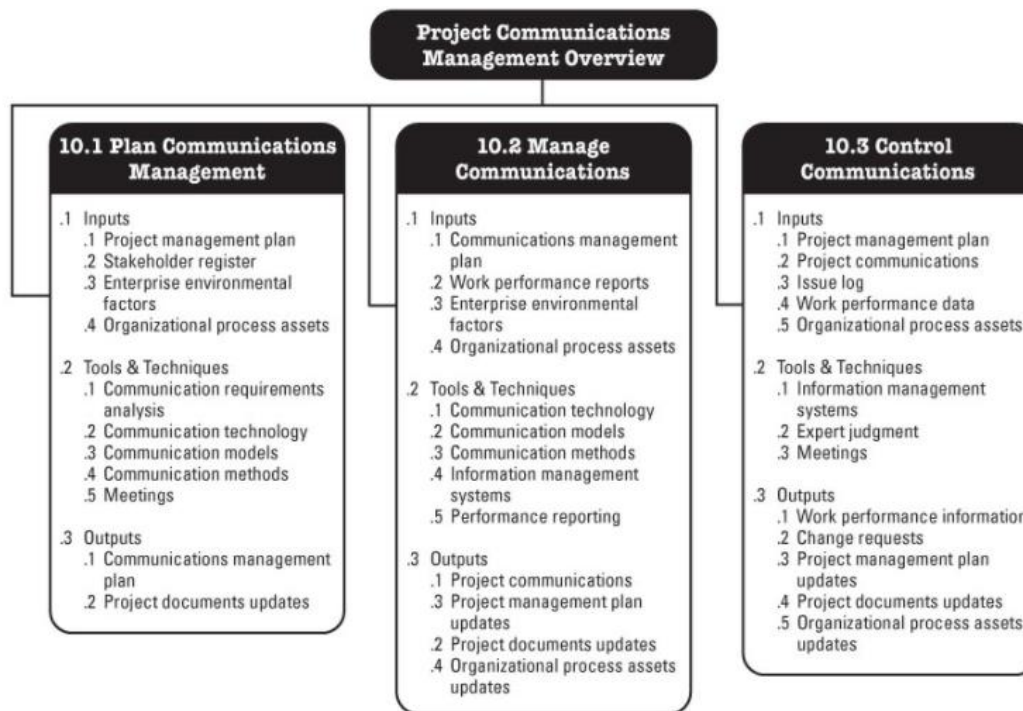 Project Communications
Management Overview
10.1 Plan Communications
Management
.1 Inputs
.1 Project management plan
.2 Stakeholder register
.3 Enterprise environmental
factors
.4 Organizational process assets
.2 Tools & Techniques
.1 Communication requirements
analysis
.2 Communication technology
.3 Communication models
.4 Communication methods
.5 Meetings
.3 Outputs
.1 Communications management
plan
.2 Project documents updates
10.2 Manage
Communications
.1 Inputs
.1 Communications management
plan
.2 Work performance reports
.3 Enterprise environmental
factors
.4 Organizational process assets
.2 Tools & Techniques
.1 Communication technology
.2 Communication models
.3 Communication methods
.4 Information management
systems
.5 Performance reporting
.3 Outputs
.1 Project communications
.3 Project management plan
updates
.2 Project documents updates
.4 Organizational process assets
updates
10.3 Control
Communications
.1 Inputs
.1 Project management plan
.2 Project communications
.3 Issue log
.4 Work performance data
.5 Organizational process assets
.2 Tools & Techniques
.1 Information management
systems
.2 Expert judgment
.3 Meetings
.3 Outputs
.1 Work performance information
.2 Change requests
.3 Project management plan
updates
.4 Project documents updates
.5 Organizational process assets
updates